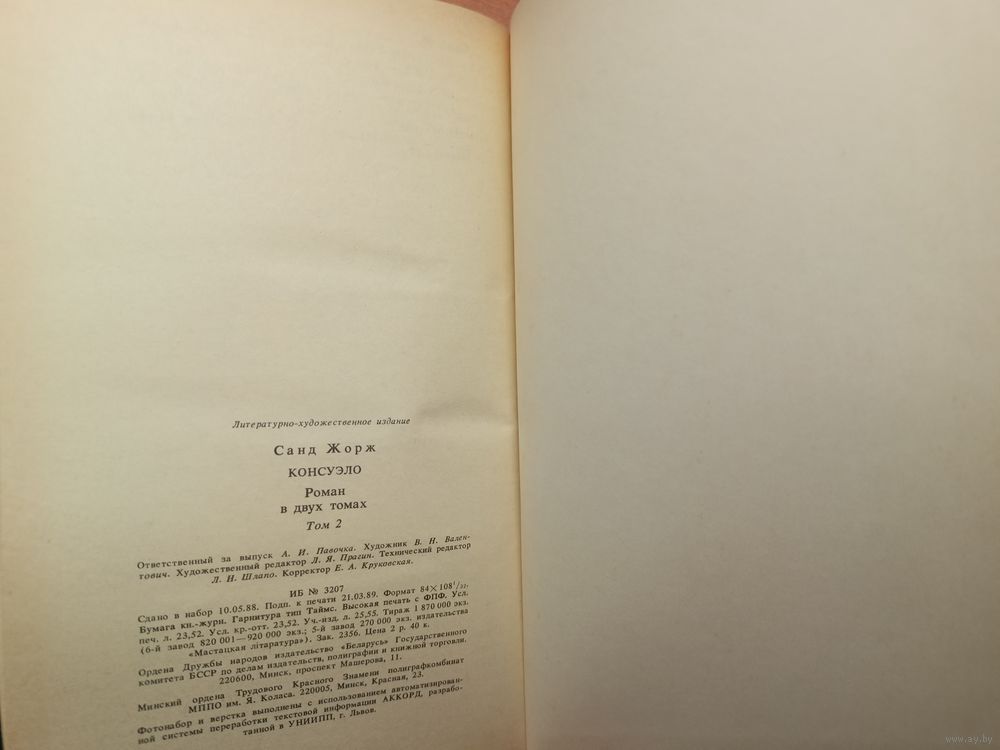 Литературно-художественное издание
Санд Жорж
КОНСУЭЛО
Роман
в двух томах
Том 2
Ответственный за выпуск А. И. Павочка. Художник В. Н. Вален-
тович. Художественный редактор Л. Я. Прагин. Технический редактор
Л. Н. Шлапо. Корректор Е. А. Круковская.
ИБ № 3207
Сдано в набор 10.05.88. Подп. к печати 21.03.89. Формат 84×108¹/₃₂.
Бумага кн.-журн. Гарнитура тип Таймс. Высокая печать с ФПФ. Усл.
печ. л. 23,52. Усл. кр.-отт. 23,52. Уч.-изд. л. 25,55. Тираж 1 870 000 экз.
(6-й завод 820 001—920 000 экз.; 5-й завод 270 000 экз. издательства
«Мастацкая літаратура»). Зак. 2356. Цена 2 р. 40 к.
Ордена Дружбы народов издательство «Беларусь» Государственного
комитета БССР по делам издательств, полиграфии и книжной торговли.
220600, Минск, проспект Машерова, 11.
Минский ордена Трудового Красного Знамени полиграфкомбинат
МППО им. Я. Коласа. 220005, Минск, Красная, 23.
Фотонабор и верстка выполнены с использованием автоматизирован-
ной системы переработки текстовой информации АККОРД, разрабо-
танной в УНИИПП, г. Львов.
www.ay.by